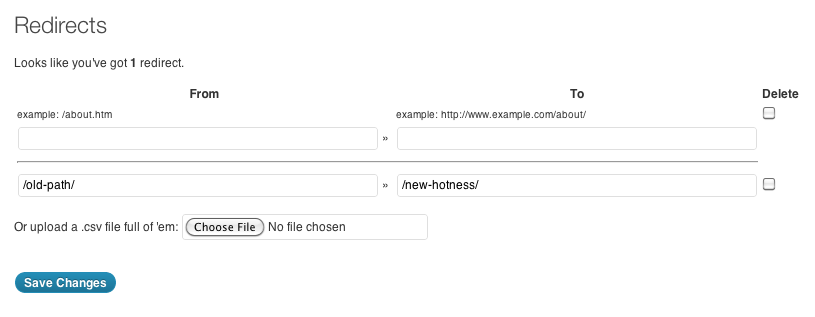 Redirects
Looks like you've got 1 redirect.
From To Delete
example: /about.htm example: http://www.example.com/about/
»
/old-path/ » /new-hotness/
Or upload a .csv file full of 'em: Choose File No file chosen
Save Changes